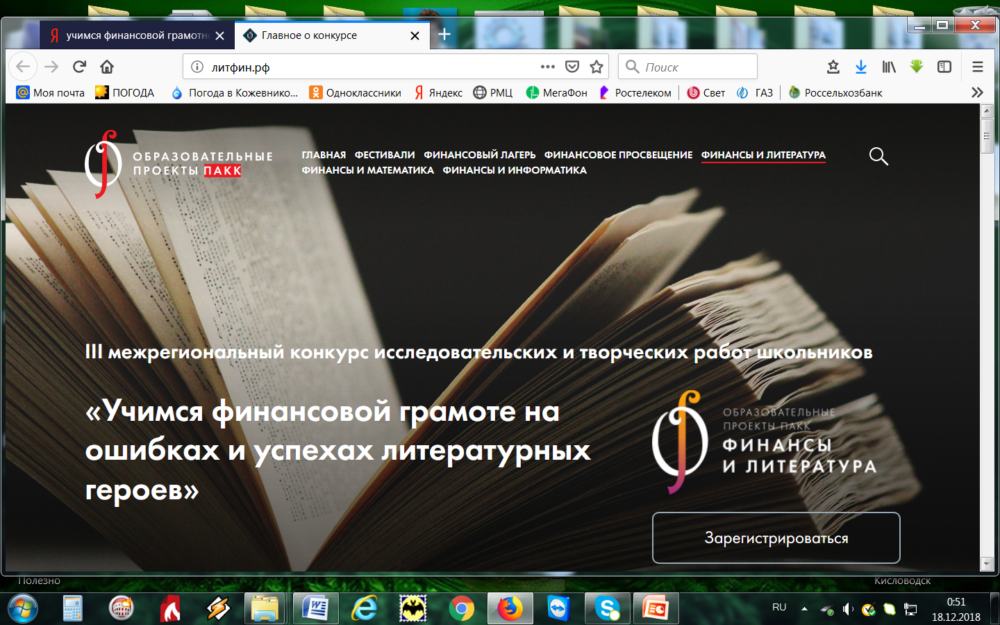 учимся финансовой грамотно
Главное о конкурсе
литфин.рф
Поиск
Моя почта ПОГОДА Погода в Кожевнико... Одноклассники Яндекс РМЦ МегаФон Ростелеком Свет ГАЗ Россельхозбанк
ОБРАЗОВАТЕЛЬНЫЕ
ПРОЕКТЫ ПАКК
ГЛАВНАЯ ФЕСТИВАЛИ ФИНАНСОВЫЙ ЛАГЕРЬ ФИНАНСОВОЕ ПРОСВЕЩЕНИЕ ФИНАНСЫ И ЛИТЕРАТУРА
ФИНАНСЫ И МАТЕМАТИКА ФИНАНСЫ И ИНФОРМАТИКА
III межрегиональный конкурс исследовательских и творческих работ школьников
«Учимся финансовой грамоте на
ошибках и успехах литературных
героев»
ОБРАЗОВАТЕЛЬНЫЕ
ПРОЕКТЫ ПАКК
ФИНАНСЫ
И ЛИТЕРАТУРА
Зарегистрироваться
Полезно
Кисловодск
RU
0:51
18.12.2018